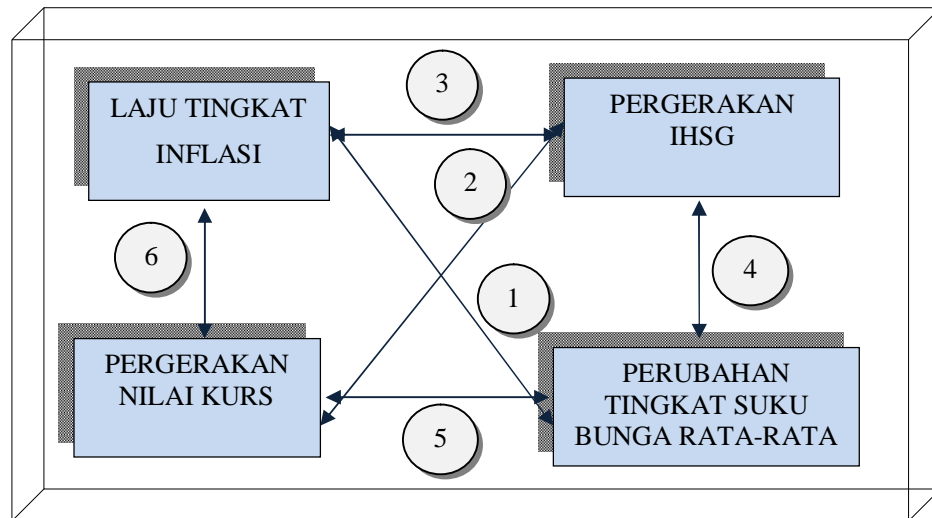 3
LAJU TINGKAT
INFLASI
PERGERAKAN
IHSG
2
6
4
1
PERGERAKAN
NILAI KURS
PERUBAHAN
TINGKAT SUKU
BUNGA RATA-RATA
5